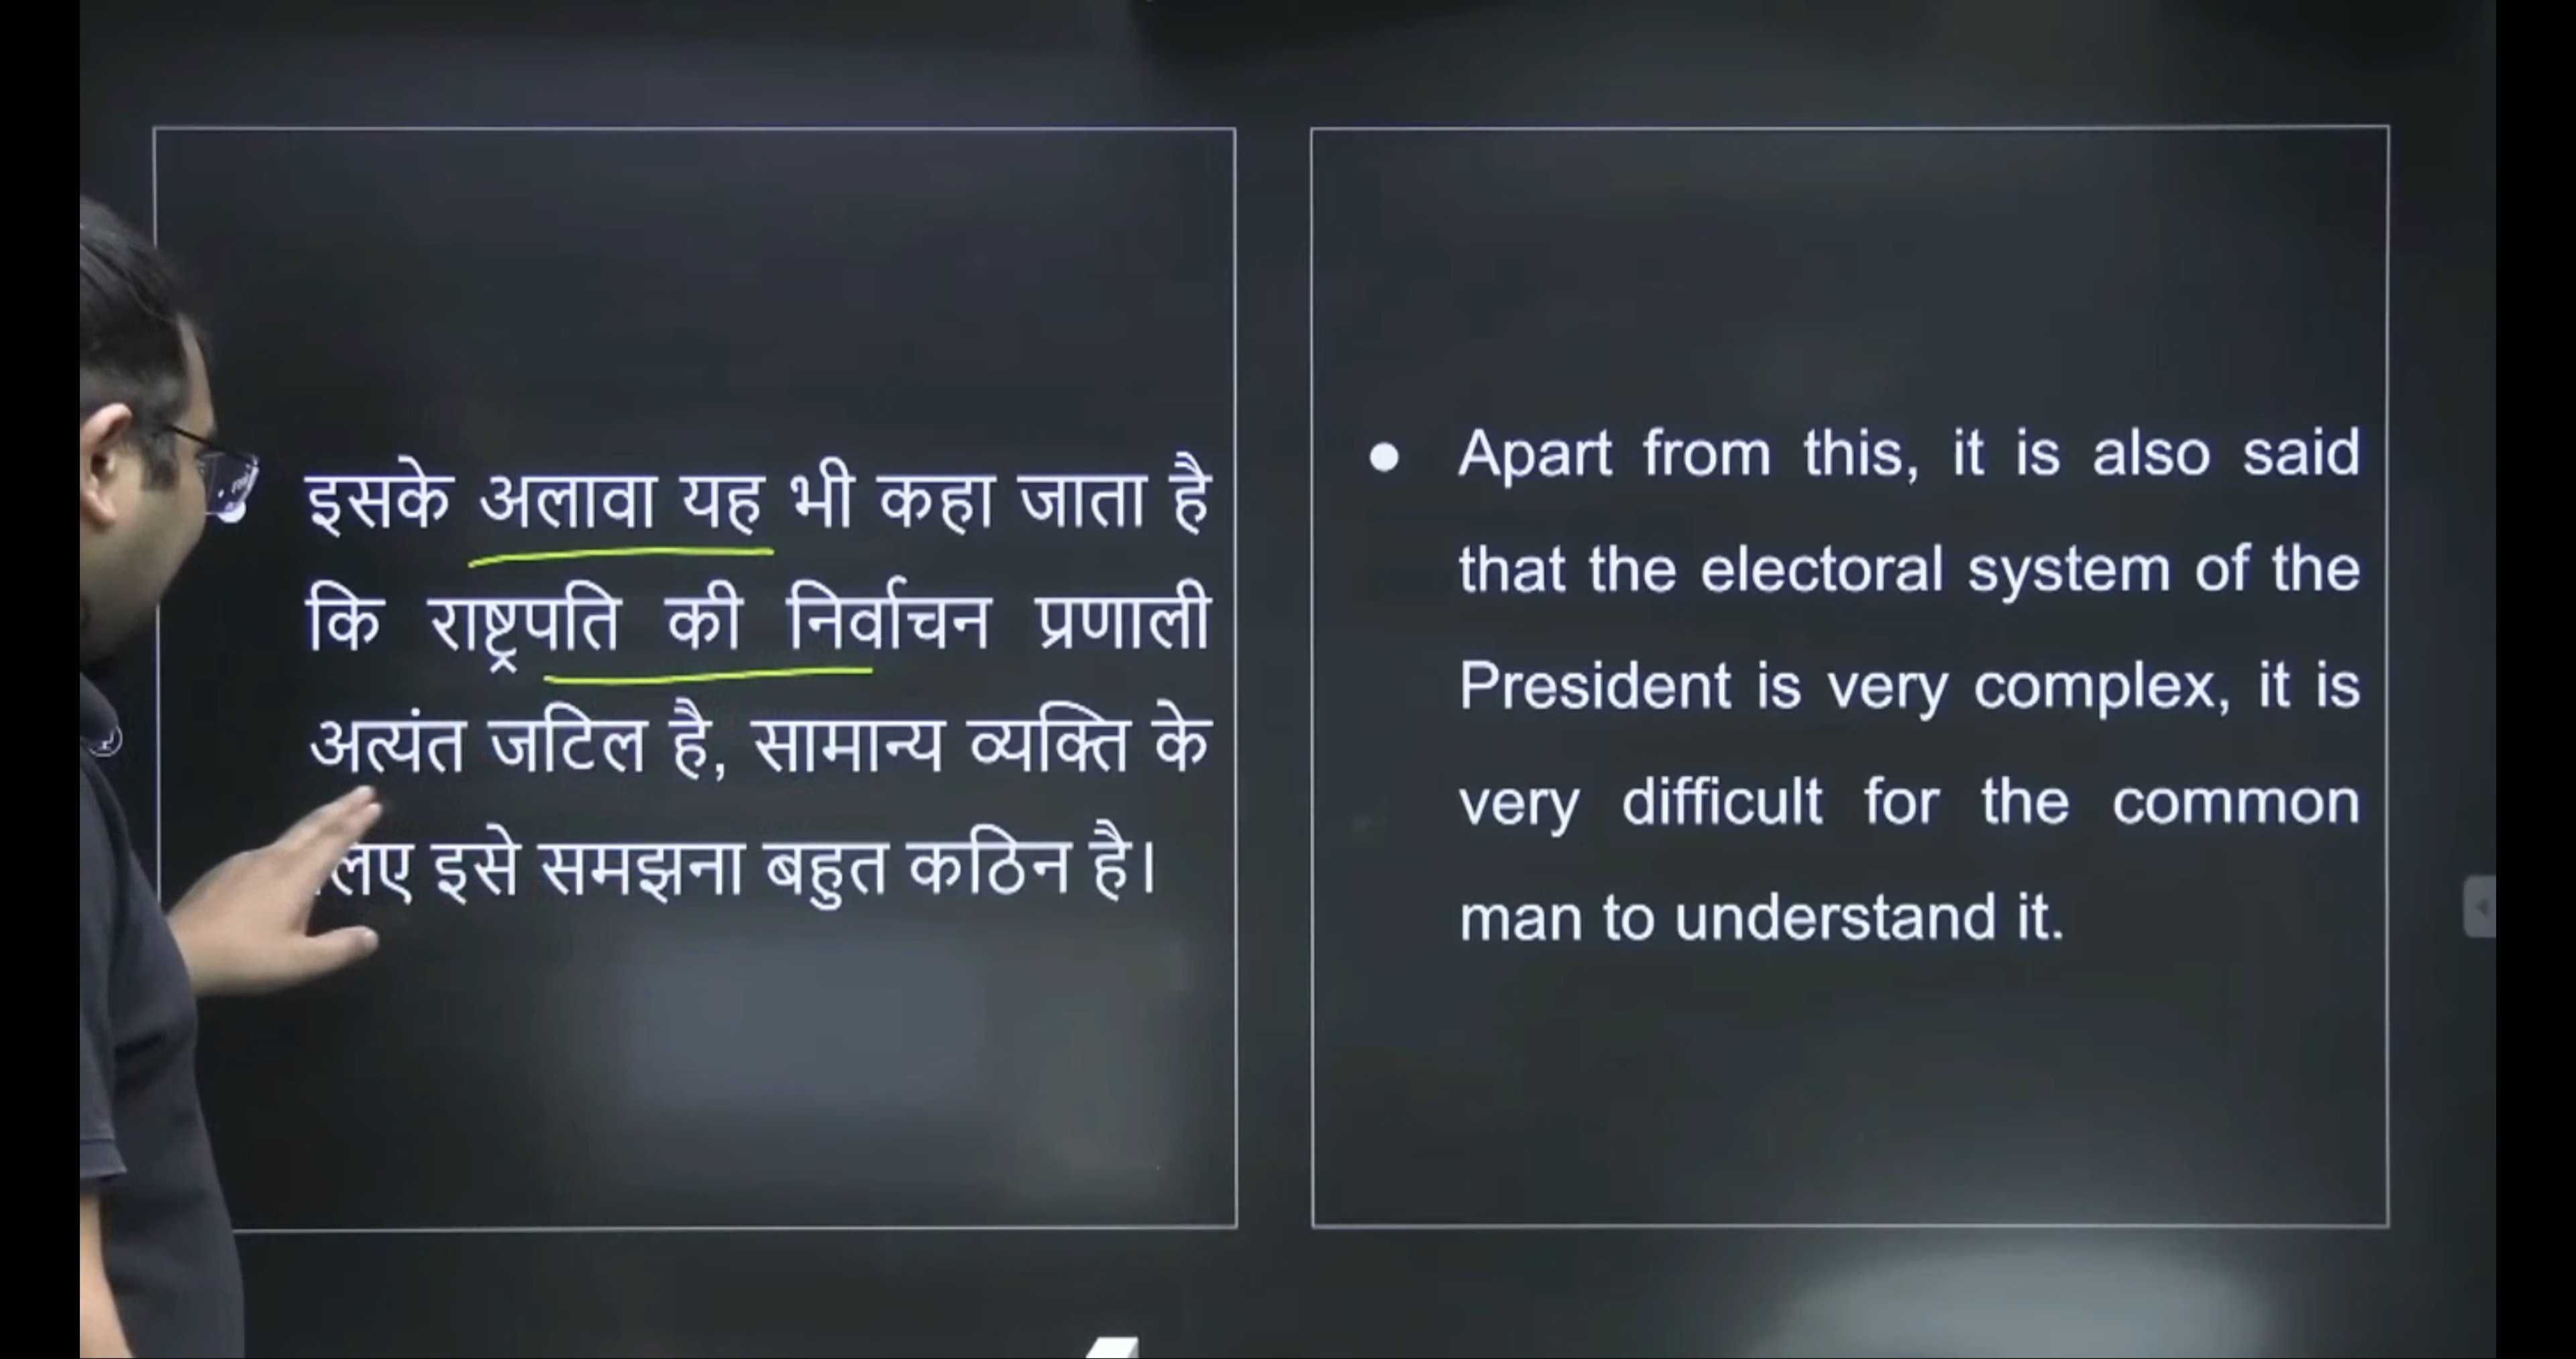 इसके अलावा यह भी कहा जाता है
कि राष्ट्रपति की निर्वाचन प्रणाली
अत्यंत जटिल है, सामान्य व्यक्ति के
लिए इसे समझना बहुत कठिन है।
Apart from this, it is also said
that the electoral system of the
President is very complex, it is
very difficult for the common
man to understand it.